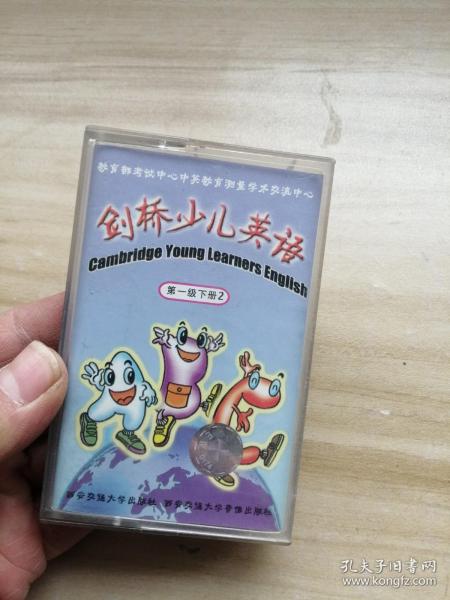 教育部考试中心中英教育测量学术交流中心
剑桥少儿英语
Cambridge Young Learners English
第一级下册2
西安交通大学出版社 西安交通大学音像出版社
孔夫子旧书网
www.kongfz.com